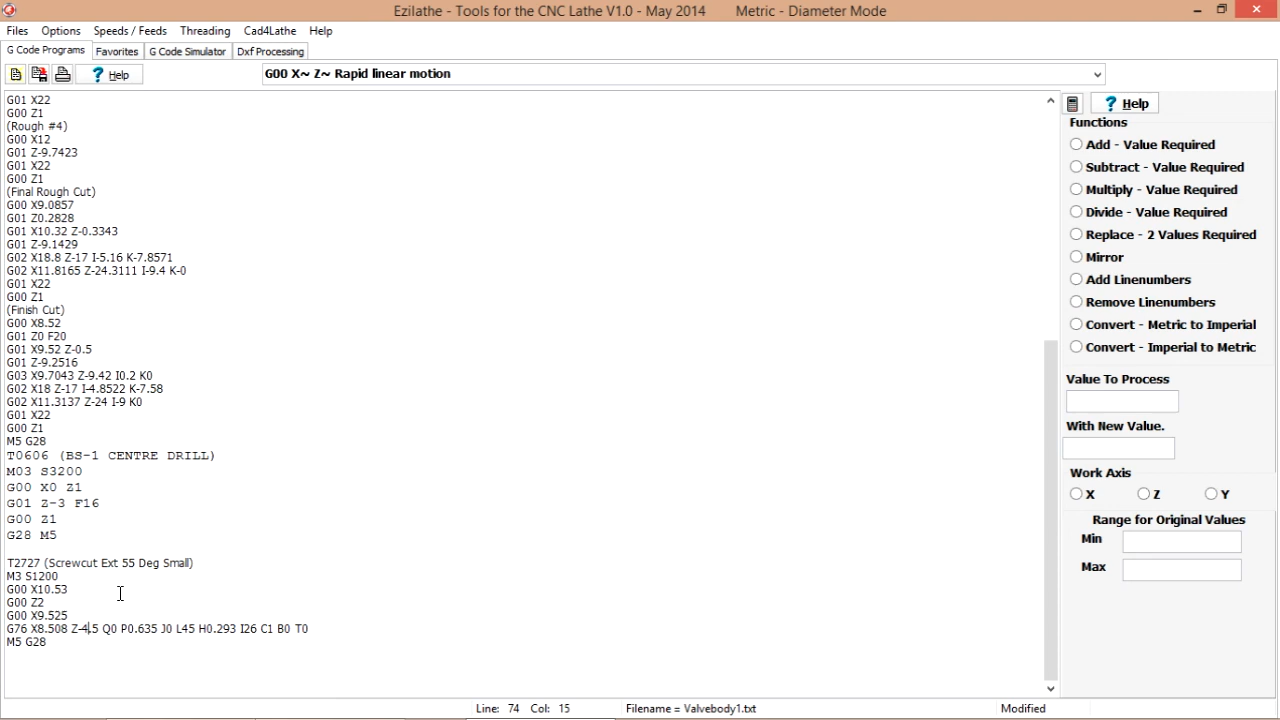 Ezilathe - Tools for the CNC Lathe V1.0 - May 2014 Metric - Diameter Mode
Files Options Speeds / Feeds Threading Cad4Lathe Help
G Code Programs Favorites G Code Simulator Dxf Processing
? Help G00 X~ Z~ Rapid linear motion
G01 X22
G00 Z1
(Rough #4)
G00 X12
G01 Z-9.7423
G01 X22
G00 Z1
(Final Rough Cut)
G00 X9.0857
G01 Z0.2828
G01 X10.32 Z-0.3343
G01 Z-9.1429
G02 X18.8 Z-17 I-5.16 K-7.8571
G02 X11.8165 Z-24.3111 I-9.4 K-0
G01 X22
G00 Z1
(Finish Cut)
G00 X8.52
G01 Z0 F20
G01 X9.52 Z-0.5
G01 Z-9.2516
G03 X9.7043 Z-9.42 I0.2 K0
G02 X18 Z-17 I-4.8522 K-7.58
G02 X11.3137 Z-24 I-9 K0
G01 X22
G00 Z1
M5 G28
T0606 (BS-1 CENTRE DRILL)
M03 S3200
G00 X0 Z1
G01 Z-3 F16
G00 Z1
G28 M5
T2727 (Screwcut Ext 55 Deg Small)
M3 S1200
G00 X10.53
G00 Z2
G00 X9.525
G76 X8.508 Z-4.5 Q0 P0.635 J0 L45 H0.293 I26 C1 B0 T0
M5 G28
? Help
Functions
Add - Value Required
Subtract - Value Required
Multiply - Value Required
Divide - Value Required
Replace - 2 Values Required
Mirror
Add Linenumbers
Remove Linenumbers
Convert - Metric to Imperial
Convert - Imperial to Metric
Value To Process
With New Value.
Work Axis
X Z Y
Range for Original Values
Min
Max
Line: 74 Col: 15 Filename = Valvebody1.txt Modified